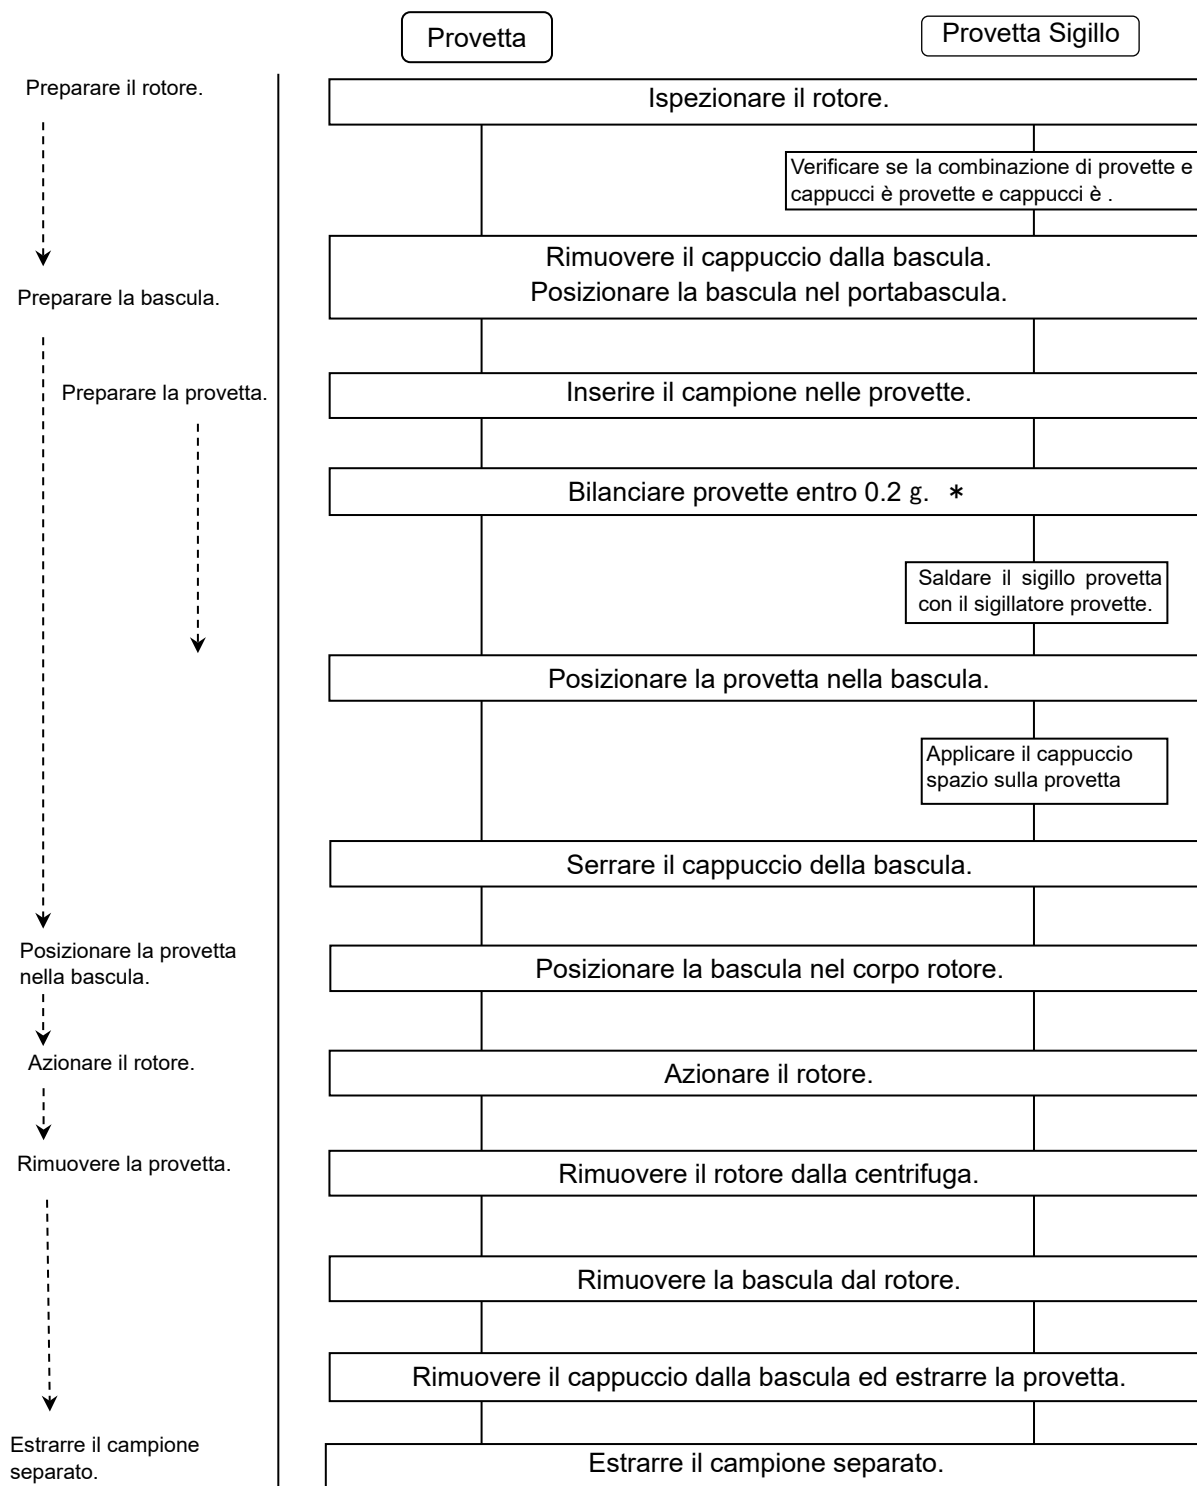 Provetta
Provetta Sigillo
Preparare il rotore.
Ispezionare il rotore.
Verificare se la combinazione di provette e
cappucci è provette e cappucci è .
Rimuovere il cappuccio dalla bascula.
Posizionare la bascula nel portabascula.
Preparare la bascula.
Preparare la provetta.
Inserire il campione nelle provette.
Bilanciare provette entro 0.2 g. *
Saldare il sigillo provetta
con il sigillatore provette.
Posizionare la provetta nella bascula.
Applicare il cappuccio
spazio sulla provetta
Serrare il cappuccio della bascula.
Posizionare la provetta
nella bascula.
Posizionare la bascula nel corpo rotore.
Azionare il rotore.
Azionare il rotore.
Rimuovere la provetta.
Rimuovere il rotore dalla centrifuga.
Rimuovere la bascula dal rotore.
Rimuovere il cappuccio dalla bascula ed estrarre la provetta.
Estrarre il campione
separato.
Estrarre il campione separato.